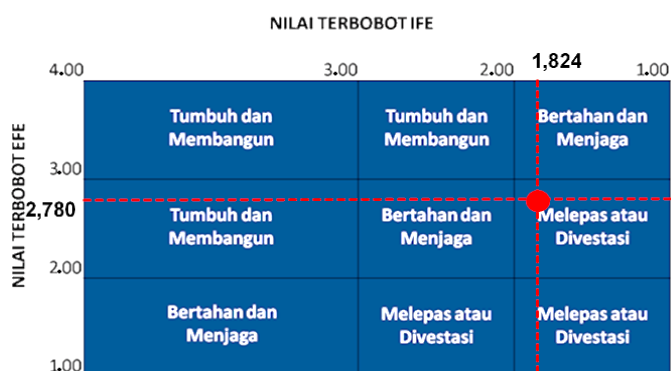 NILAI TERBOBOT IFE
1,824
4.00 3.00 2.00 1.00
Tumbuh dan Membangun
Tumbuh dan Membangun
Bertahan dan Menjaga
NILAI TERBOBOT EFE
3.00
2,780
Tumbuh dan Membangun
Bertahan dan Menjaga
Melepas atau Divestasi
2.00
Bertahan dan Menjaga
Melepas atau Divestasi
Melepas atau Divestasi
1.00